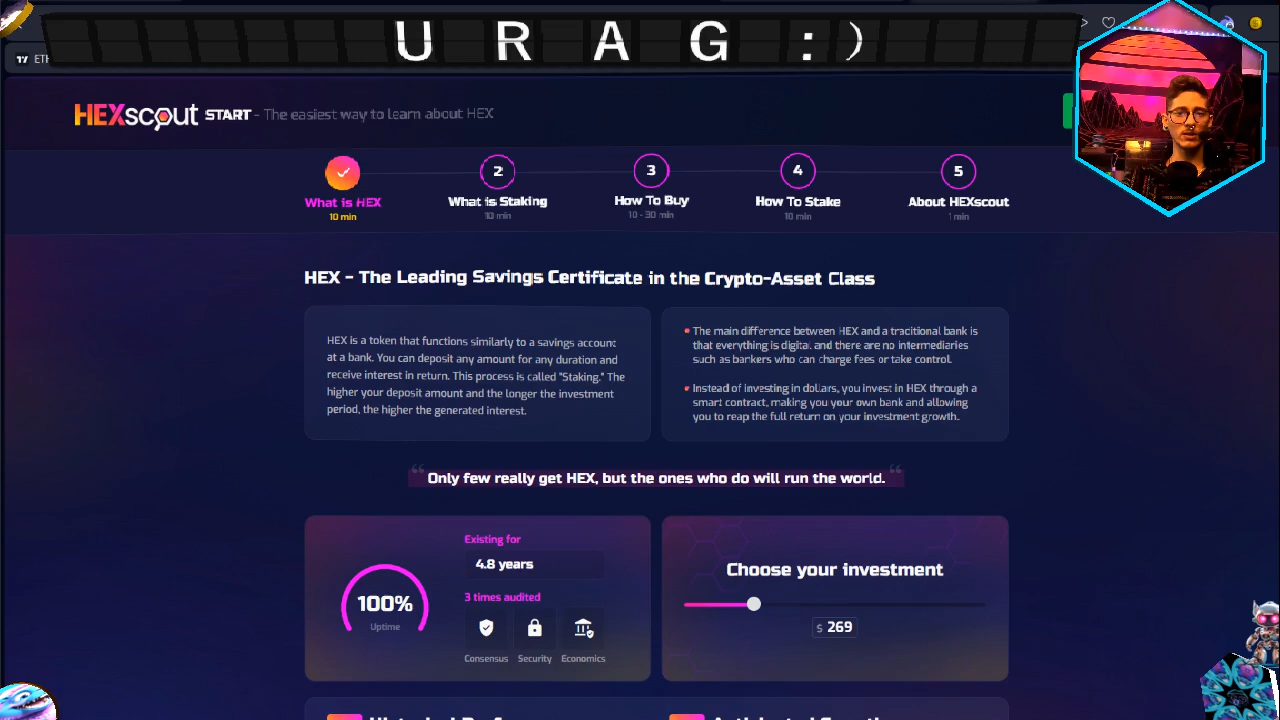 U R A G : )
ETH
HEXscout START - The easiest way to learn about HEX
2 3 4 5
What is HEX What is Staking How To Buy How To Stake About HEXscout
10 min 10 min 10 - 30 min 10 min 1 min
HEX - The Leading Savings Certificate in the Crypto-Asset Class
HEX is a token that functions similarly to a savings account
at a bank. You can deposit any amount for any duration and
receive interest in return. This process is called "Staking." The
higher your deposit amount and the longer the investment
period, the higher the generated interest.
The main difference between HEX and a traditional bank is
that everything is digital and there are no intermediaries
such as bankers who can charge fees or take control.
Instead of investing in dollars, you invest in HEX through a
smart contract, making you your own bank and allowing
you to reap the full return on your investment growth.
“ Only few really get HEX, but the ones who do will run the world. ”
100%
Uptime
Existing for
4.8 years
3 times audited
Consensus Security Economics
Choose your investment
$ 269